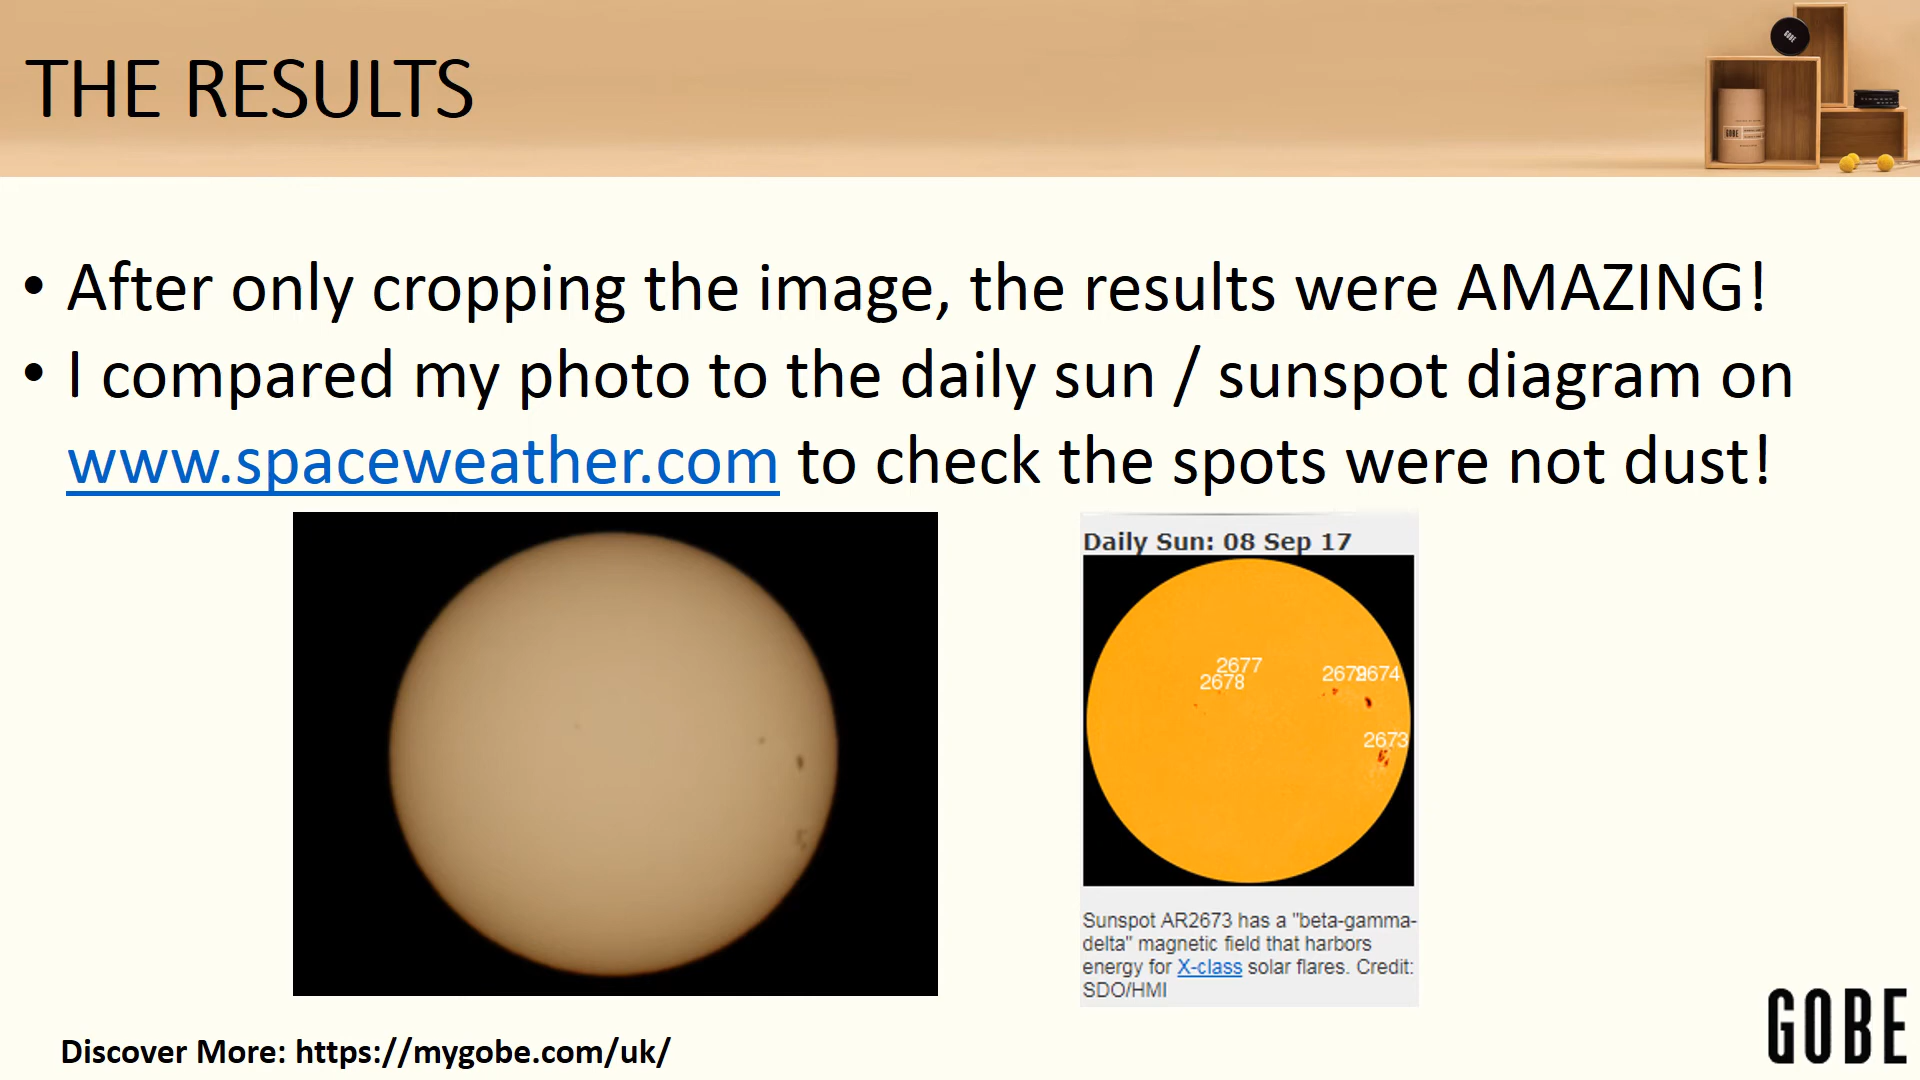 THE RESULTS
GOBE
GOBE
• After only cropping the image, the results were AMAZING!
• I compared my photo to the daily sun / sunspot diagram on
www.spaceweather.com to check the spots were not dust!
Daily Sun: 08 Sep 17
2677
2678
2674
2673
Sunspot AR2673 has a "beta-gamma-
delta" magnetic field that harbors
energy for X-class solar flares. Credit:
SDO/HMI
Discover More: https://mygobe.com/uk/
GOBE